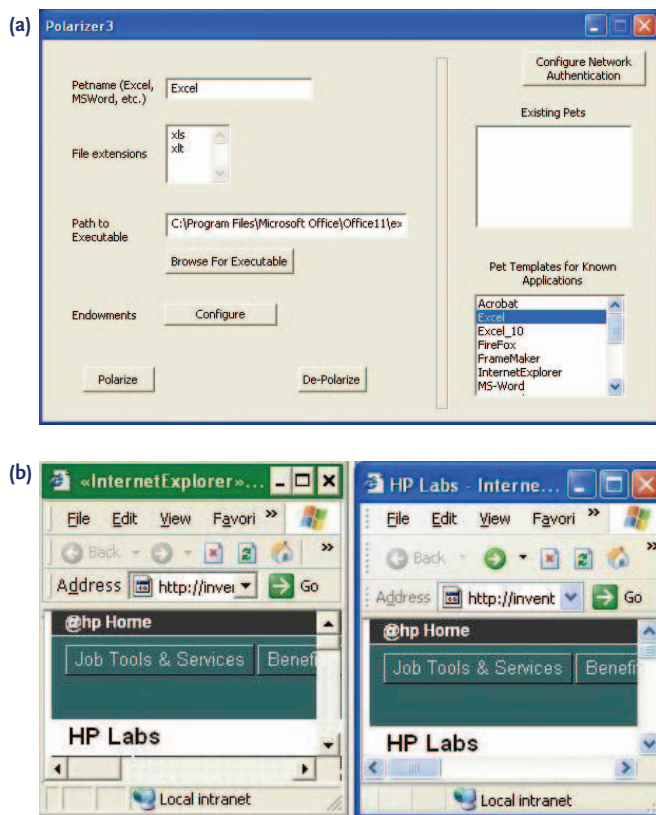 (a)
Polarizer3
Petname (Excel,
MSWord, etc.)
Excel
File extensions
xls
xlt
Path to
Executable
C:\Program Files\Microsoft Office\Office11\ex
Browse For Executable
Endowments
Configure
Polarize
De-Polarize
Configure Network
Authentication
Existing Pets
Pet Templates for Known
Applications
Acrobat
Excel
Excel_10
FireFox
FrameMaker
InternetExplorer
MS-Word
(b)
«InternetExplorer»...
File Edit View Favori »
Back »
Address http://inver Go
@hp Home
Job Tools & Services Benefi
HP Labs
Local intranet
HP Labs - Interne...
File Edit View Favori »
Back »
Address http://invent Go
@hp Home
Job Tools & Services Benefi
HP Labs
Local intranet